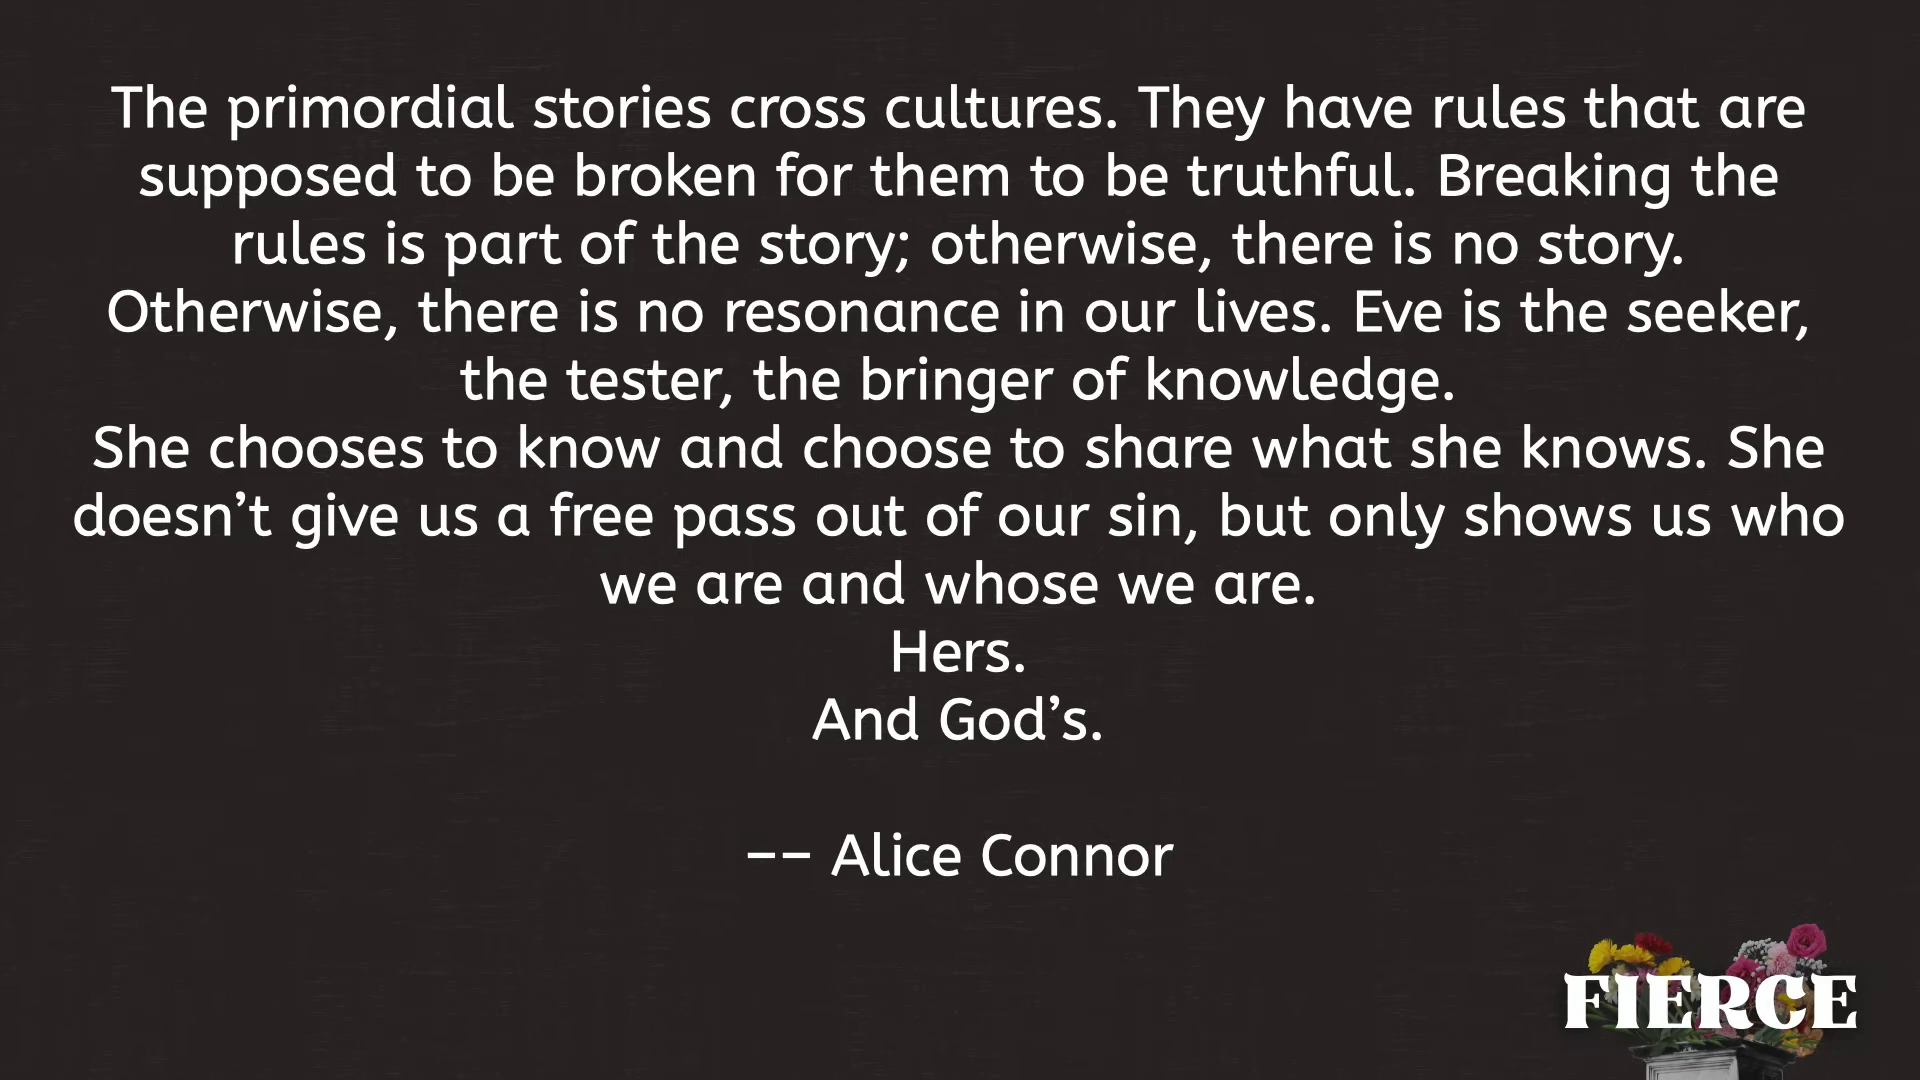 The primordial stories cross cultures. They have rules that are
supposed to be broken for them to be truthful. Breaking the
rules is part of the story; otherwise, there is no story.
Otherwise, there is no resonance in our lives. Eve is the seeker,
the tester, the bringer of knowledge.
She chooses to know and choose to share what she knows. She
doesn’t give us a free pass out of our sin, but only shows us who
we are and whose we are.
Hers.
And God’s.
–– Alice Connor
FIERCE